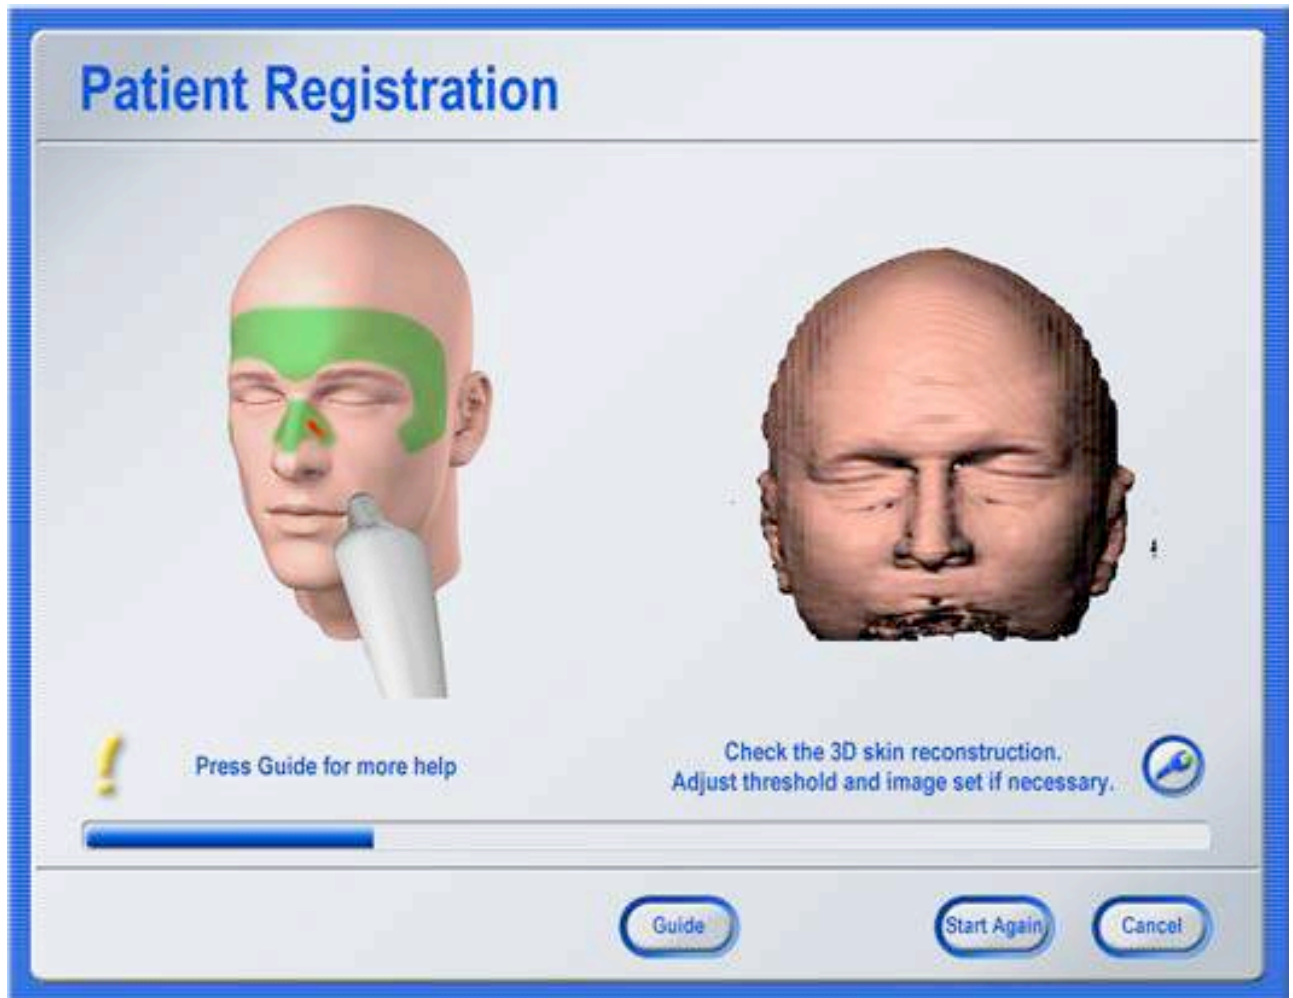 Patient Registration
Press Guide for more help
Check the 3D skin reconstruction.
Adjust threshold and image set if necessary.
Guide
Start Again
Cancel